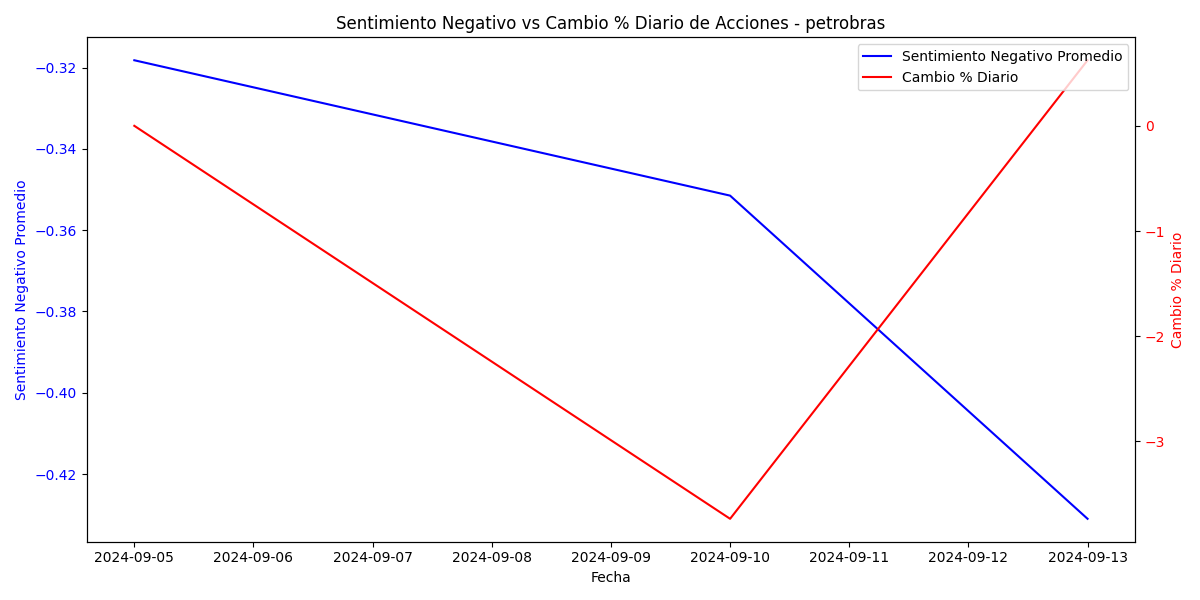 Sentimiento Negativo vs Cambio % Diario de Acciones - petrobras
Sentimiento Negativo Promedio
Cambio % Diario
−0.32
−0.34
−0.36
−0.38
−0.40
−0.42
Sentimiento Negativo Promedio
0
−1
−2
−3
Cambio % Diario
2024-09-05 2024-09-06 2024-09-07 2024-09-08 2024-09-09 2024-09-10 2024-09-11 2024-09-12 2024-09-13
Fecha